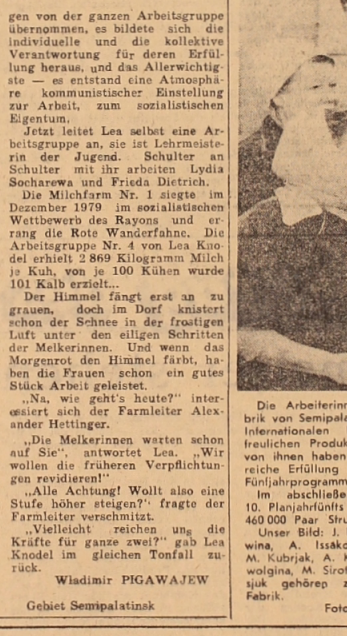 gen von der ganzen Arbeitsgruppe
übernommen, es bildete sich die
individuelle und die kollektive
Verantwortung für deren Erfül-
lung heraus, und das Allerwichtig-
ste — es entstand eine Atmosphä-
re kommunistischer Einstellung
zur Arbeit, zum sozialistischen
Eigentum.
Jetzt leitet Lea selbst eine Ar-
beitsgruppe an, sie ist Lehrmeiste-
rin der Jugend. Schulter an
Schulter mit ihr arbeiten Lydia
Socharewa und Frieda Dietrich.
Die Milchfarm Nr. 1 siegte im
Dezember 1979 im sozialistischen
Wettbewerb des Rayons und er-
rang die Rote Wanderfahne. Die
Arbeitsgruppe Nr. 4 von Lea Kno-
del erhielt 2 869 Kilogramm Milch
je Kuh, von je 100 Kühen wurde
101 Kalb erzielt...
Der Himmel fängt erst an zu
grauen, doch im Dorf knistert
schon der Schnee in der frostigen
Luft unter den eiligen Schritten
der Melkerinnen. Und wenn das
Morgenrot den Himmel färbt, ha-
ben die Frauen schon ein gutes
Stück Arbeit geleistet.
„Na, wie geht's heute?" inter-
essiert sich der Farmleiter Alex-
ander Hettinger.
„Die Melkerinnen warten schon
auf Sie", antwortet Lea. „Wir
wollen die früheren Verpflichtun-
gen revidieren!"
„Alle Achtung! Wollt also eine
Stufe höher steigen?" fragte der
Farmleiter verschmitzt.
„Vielleicht reichen uns die
Kräfte für ganze zwei?" gab Lea
Knodel im gleichen Tonfall zu-
rück.
Wladimir PIGAWAJEW
Gebiet Semipalatinsk
Die Arbeiterinn
brik von Semipala
Internationalen
freulichen Produk
von ihnen haben
reiche Erfüllung
Fünfjahrprogramm
Im abschließe
10. Planjahrfünfts
460 000 Paar Stru
Unser Bild: J.
wina, A. Issako
M. Kubrjak, A. K
wolgina, M. Sirot
sjuk gehören z
Fabrik.
Foto